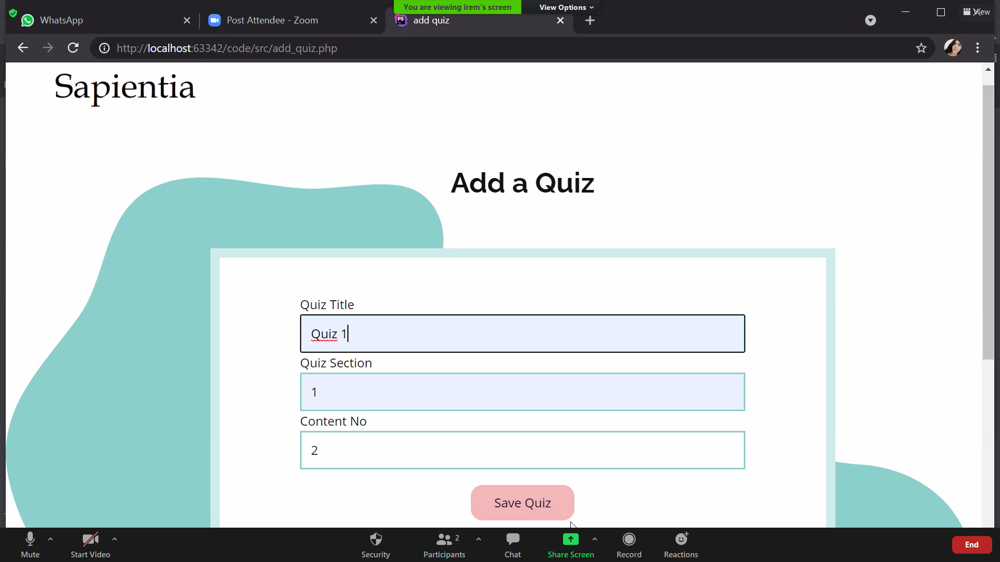 You are viewing irem's screen
View Options
View
WhatsApp
Post Attendee - Zoom
PS
add quiz
http://localhost:63342/code/src/add_quiz.php
Sapientia
Add a Quiz
Quiz Title
Quiz 1
Quiz Section
1
Content No
2
Save Quiz
2
Mute
Start Video
Security
Participants
Chat
Share Screen
Record
Reactions
End